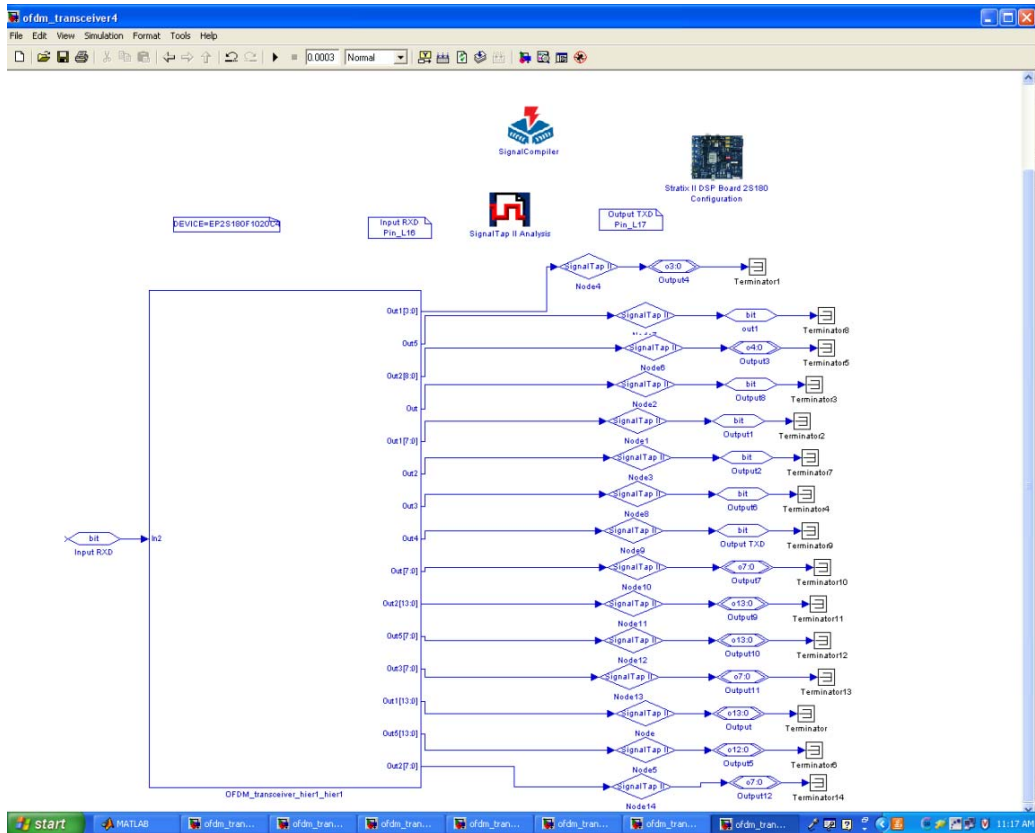 ofdm_transceiver4
File Edit View Simulation Format Tools Help
0.0003 Normal
SignalCompiler
Stratix II DSP Board 2S180
Configuration
DEVICE=EP2S180F1020C4
Input RXD
Pin_L16
SignalTap II Analysis
Output TXD
Pin_L17
SignalTap II
o3:0
Node4
Output4
Terminator1
Out1[3:0]
SignalTap II
bit
out1
Terminator8
Out5
SignalTap II
o4:0
Node6
Output3
Terminator5
Out2[8:0]
SignalTap II
bit
Node2
Output8
Terminator3
Out
SignalTap II
bit
Node1
Output1
Terminator2
Out1[7:0]
SignalTap II
bit
Node3
Output2
Terminator7
Out2
SignalTap II
bit
Node8
Output6
Terminator4
Out3
SignalTap II
bit
Node9
Output TXD
Terminator9
bit
Input RXD
In2
Out4
SignalTap II
o7:0
Node10
Output7
Terminator10
Out[7:0]
SignalTap II
o13:0
Node11
Output9
Terminator11
Out2[13:0]
SignalTap II
o13:0
Node12
Output10
Terminator12
Out5[7:0]
SignalTap II
o7:0
Node13
Output11
Terminator13
Out3[7:0]
SignalTap II
o13:0
Node
Output
Terminator
Out1[13:0]
SignalTap II
o12:0
Node5
Output5
Terminator6
Out5[13:0]
SignalTap II
o7:0
Node14
Output12
Terminator14
Out2[7:0]
OFDM_transceiver_hier1_hier1
start MATLAB ofdm_tran... ofdm_tran... ofdm_tran... ofdm_tran... ofdm_tran... ofdm_tran... ofdm_tran... 11:17 AM